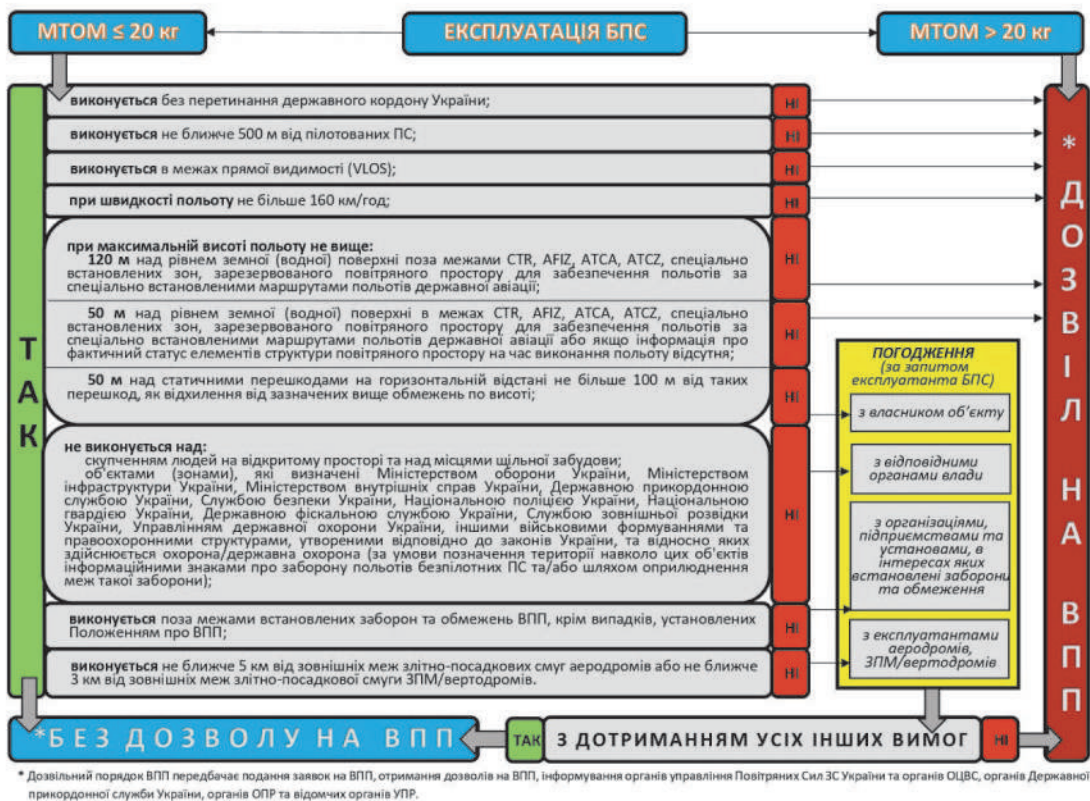 МТОМ ≤ 20 кг
ЕКСПЛУАТАЦІЯ БПС
МТОМ > 20 кг
ТАК
виконується без перетинання державного кордону України;
НІ
виконується не ближче 500 м від пілотованих ПС;
НІ
виконується в межах прямої видимості (VLOS);
НІ
при швидкості польоту не більше 160 км/год;
НІ
при максимальній висоті польоту не вище:
120 м над рівнем земної (водної) поверхні поза межами CTR, AFIZ, ATCA, ATCZ, спеціально
встановлених зон, зарезервованого повітряного простору для забезпечення польотів за
спеціально встановленими маршрутами польотів державної авіації;
НІ
50 м над рівнем земної (водної) поверхні в межах CTR, AFIZ, ATCA, ATCZ, спеціально
встановлених зон, зарезервованого повітряного простору для забезпечення польотів за
спеціально встановленими маршрутами польотів державної авіації або якщо інформація про
фактичний статус елементів структури повітряного простору на час виконання польоту відсутня;
НІ
50 м над статичними перешкодами на горизонтальній відстані не більше 100 м від таких
перешкод, як відхилення від зазначених вище обмежень по висоті;
НІ
не виконується над:
скупченням людей на відкритому просторі та над місцями щільної забудови;
об'єктами (зонами), які визначені Міністерством оборони України, Міністерством
інфраструктури України, Міністерством внутрішніх справ України, Державною прикордонною
службою України, Службою безпеки України, Національною поліцією України, Національною
гвардією України, Державною фіскальною службою України, Службою зовнішньої розвідки
України, Управлінням державної охорони України, іншими військовими формуваннями та
правоохоронними структурами, утвореними відповідно до законів України, та відносно яких
здійснюється охорона/державна охорона (за умови позначення території навколо цих об'єктів
інформаційними знаками про заборону польотів безпілотних ПС та/або шляхом оприлюднення
меж такої заборони);
НІ
виконується поза межами встановлених заборон та обмежень ВПП, крім випадків, установлених
Положенням про ВПП;
НІ
виконується не ближче 5 км від зовнішніх меж злітно-посадкових смуг аеродромів або не ближче
3 км від зовнішніх меж злітно-посадкової смуги ЗПМ/вертодромів.
НІ
ПОГОДЖЕННЯ
(за запитом
експлуатанта БПС)
з власником об'єкту
з відповідними
органами влади
з організаціями,
підприємствами та
установами, в
інтересах яких
встановлені заборони
та обмеження
з експлуатантами
аеродромів,
ЗПМ/вертодромів
* ДОЗВІЛ НА ВПП
*БЕЗ ДОЗВОЛУ НА ВПП
ТАК
З ДОТРИМАННЯМ УСІХ ІНШИХ ВИМОГ
НІ
* Дозвільний порядок ВПП передбачає подання заявок на ВПП, отримання дозволів на ВПП, інформування органів управління Повітряних Сил ЗС України та органів ОЦВС, органів Державної
прикордонної служби України, органів ОПР та відомчих органів УПР.